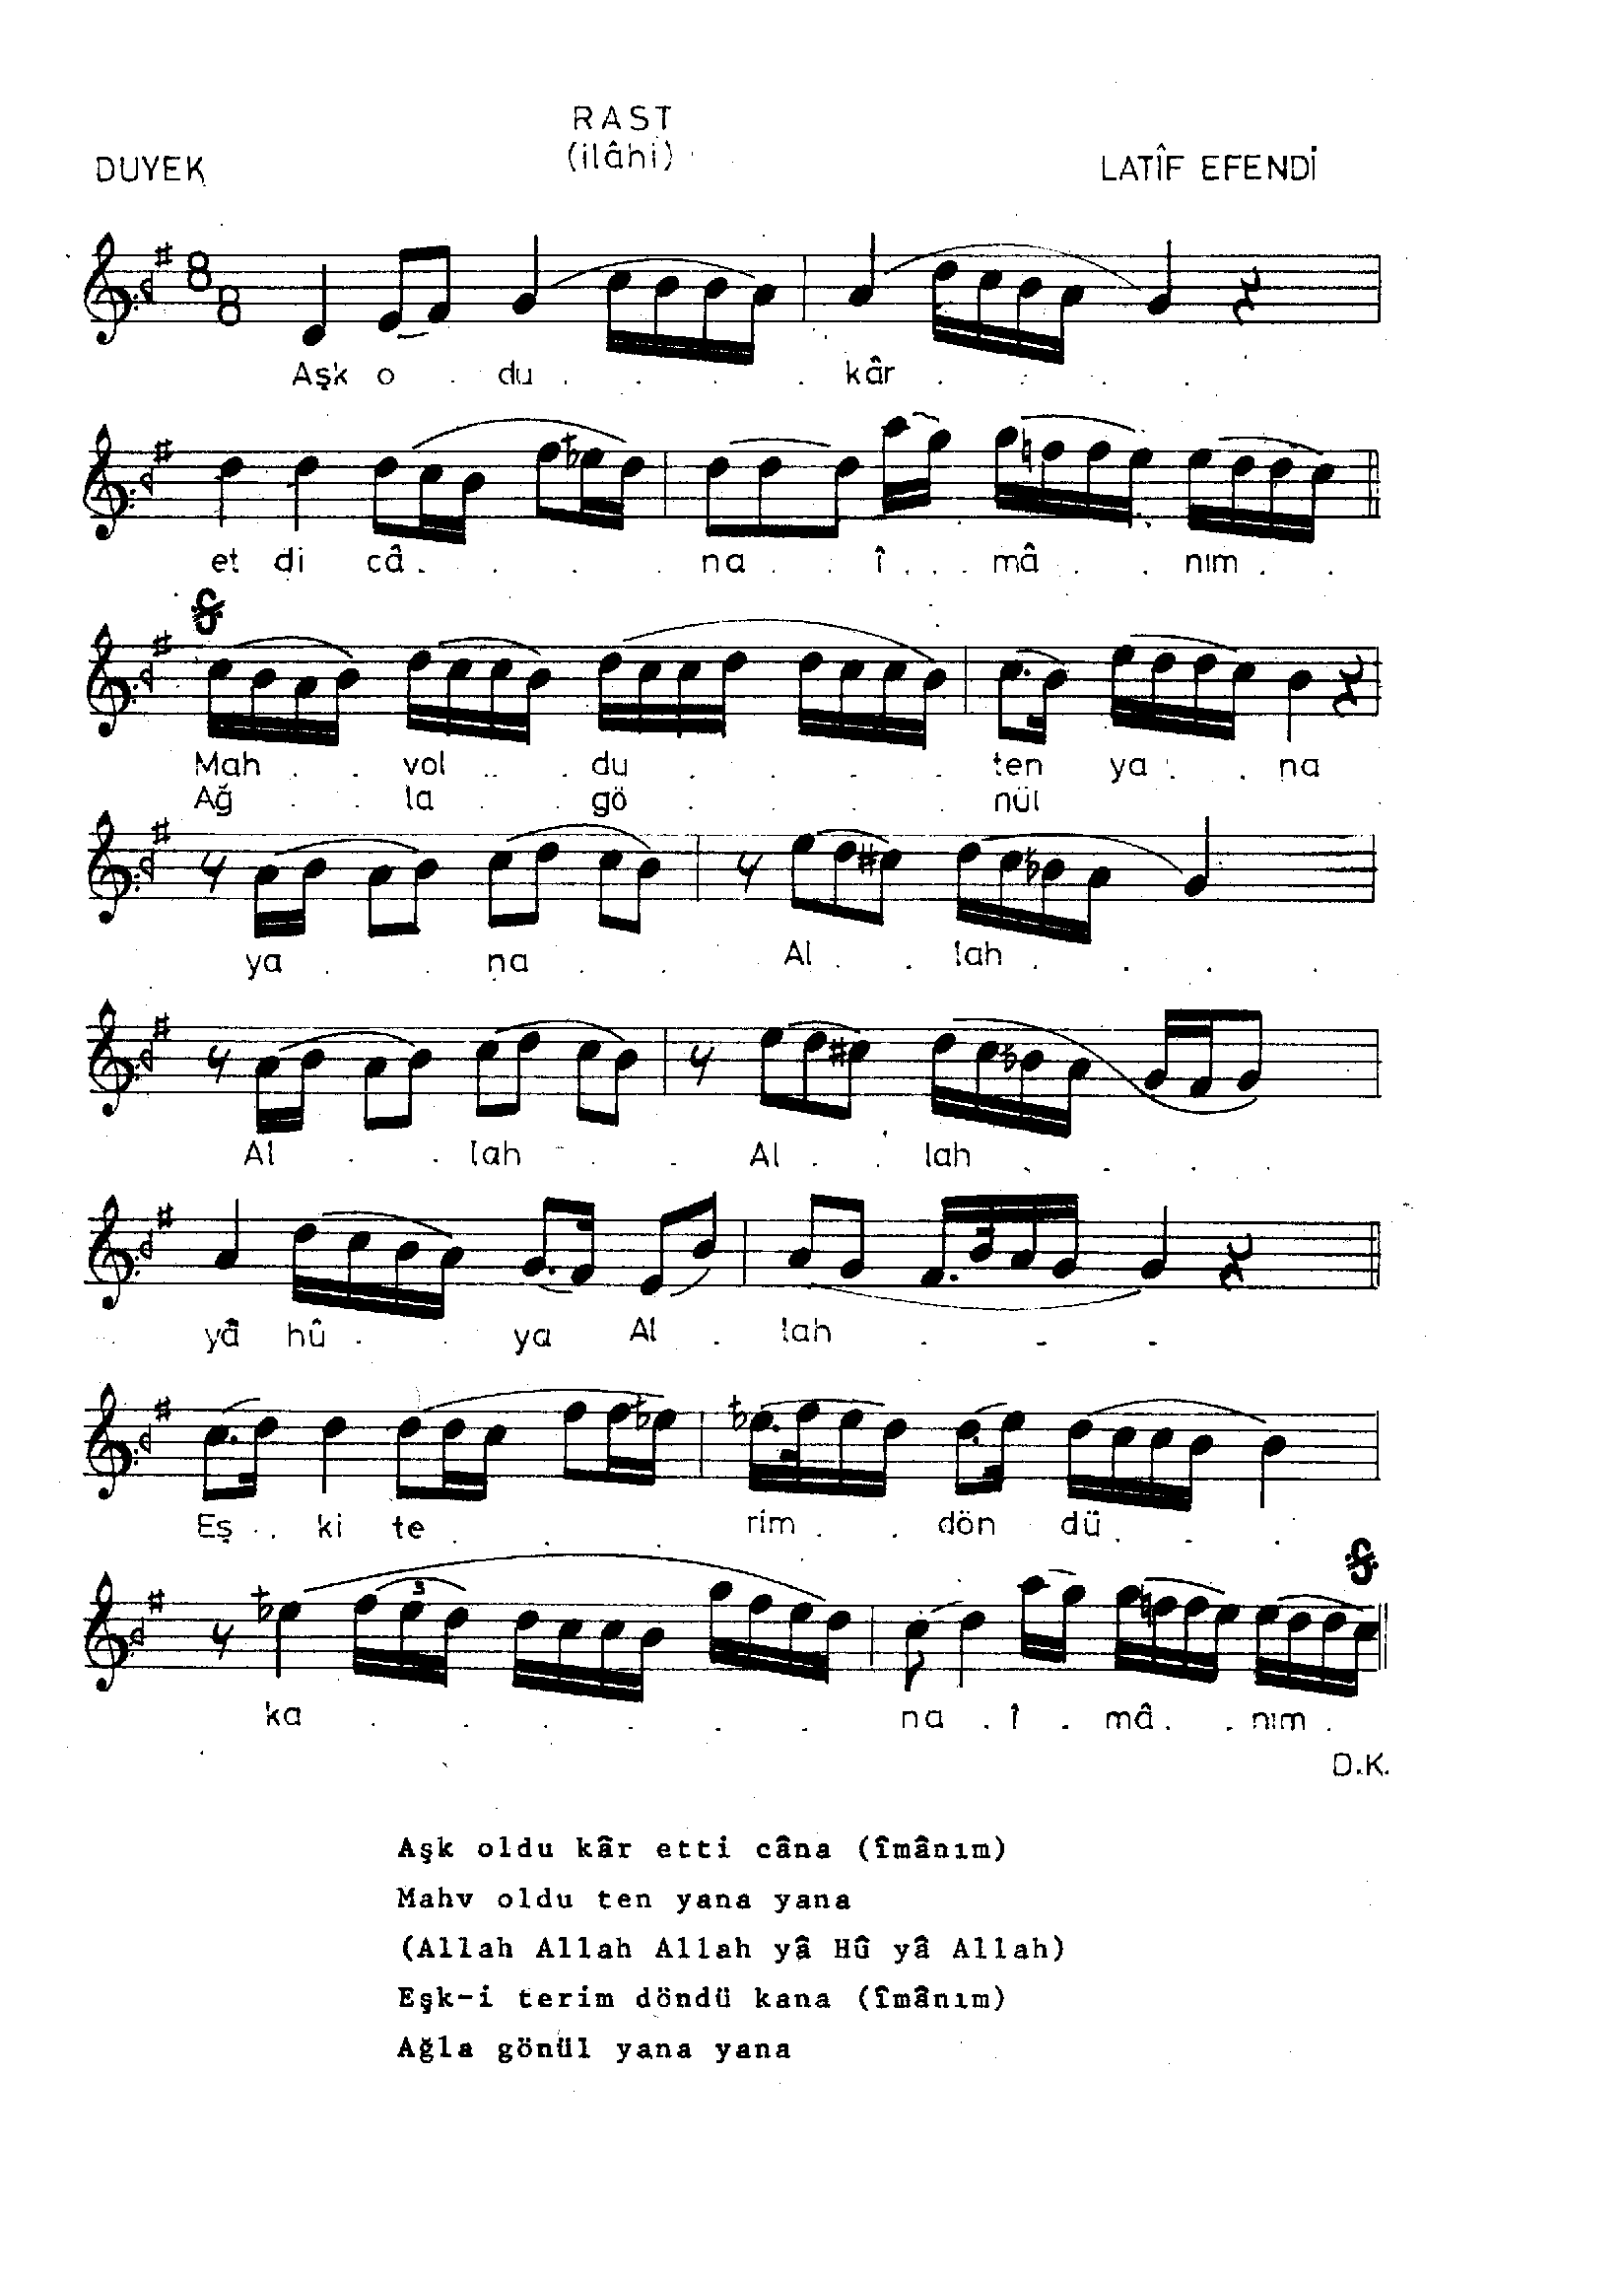 RAST
(ilâhi)
DUYEK
LATÎF EFENDİ
8 8
Aşk o . du . . . . kâr . . . .
et di câ . . . . na . . î . . . mâ . . nım . .
Mah . . vol . . . du . . . . ten ya . . na
Ağ . . la . . gö . . . . nül
ya . . na . . Al . . lah . . . .
Al . . lah . . Al . . lah . . . .
yâ hû . . ya Al . lah . . .
Eş . . ki te . . . rim . . dön dü . . .
3
ka . . . . . . na . î . mâ . . nım .
D.K.
Aşk oldu kâr etti câna (îmânım)
Mahv oldu ten yana yana
(Allah Allah Allah yâ Hû yâ Allah)
Eşk-i terim döndü kana (îmânım)
Ağla gönül yana yana